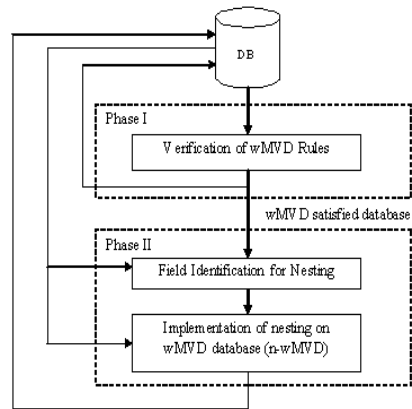 DB
Phase I
Verification of wMVD Rules
wMVD satisfied database
Phase II
Field Identification for Nesting
Implementation of nesting on
wMVD database (n-wMVD)